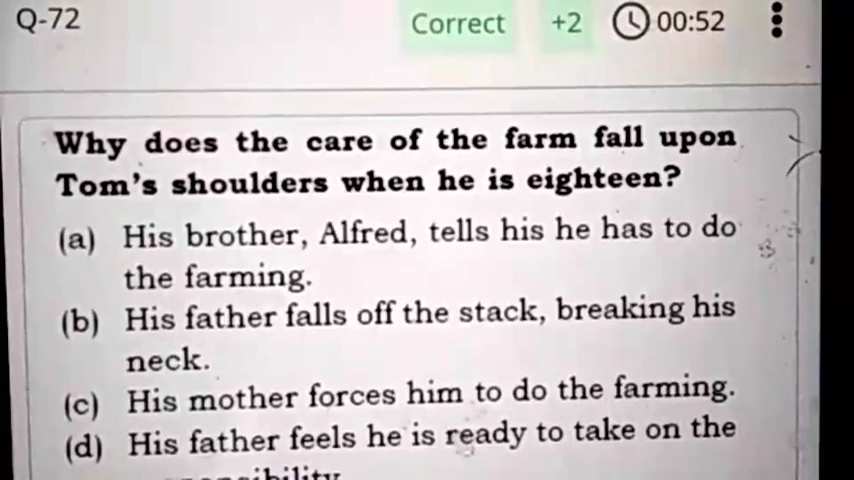 Q-72 Correct +2 00:52
Why does the care of the farm fall upon
Tom's shoulders when he is eighteen?
(a) His brother, Alfred, tells his he has to do
the farming.
(b) His father falls off the stack, breaking his
neck.
(c) His mother forces him to do the farming.
(d) His father feels he is ready to take on the